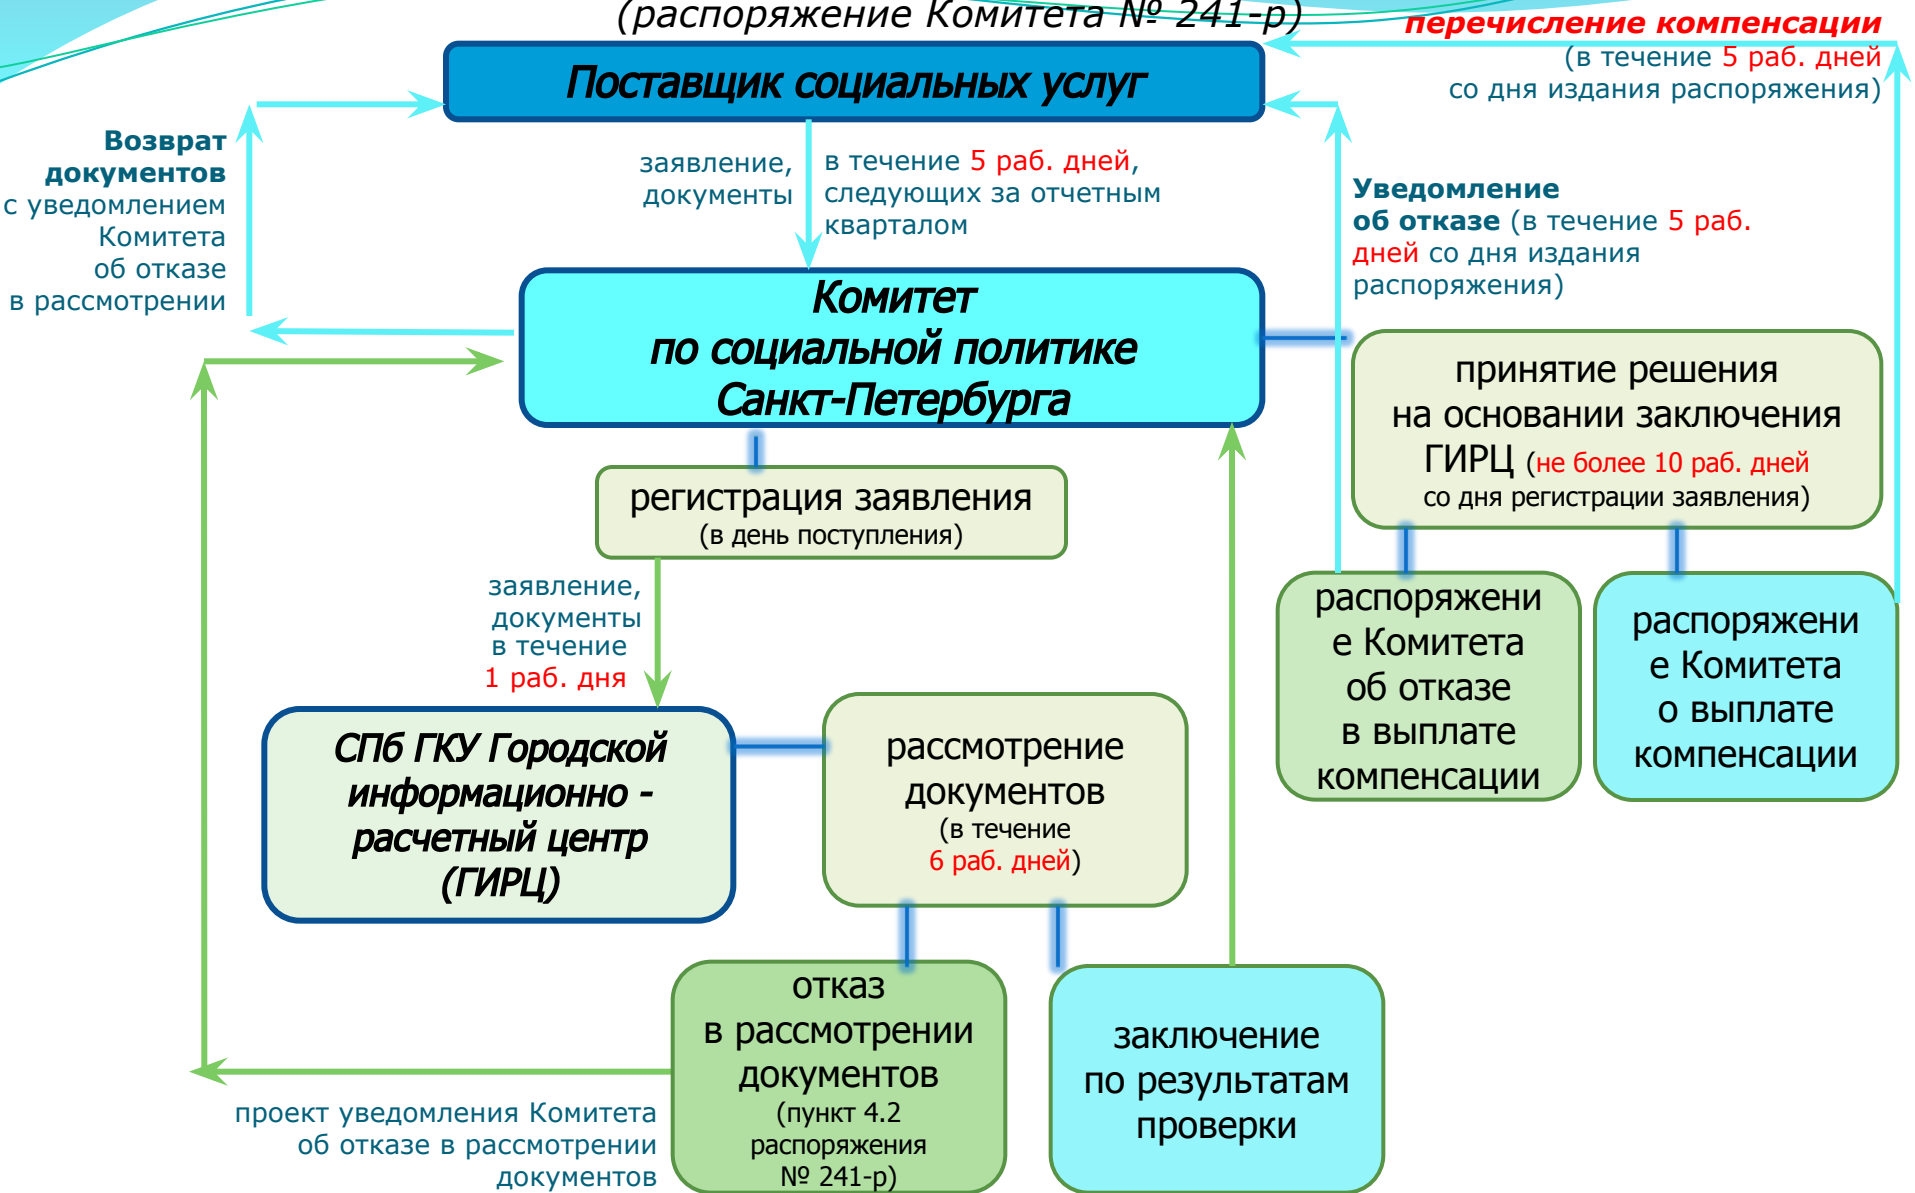 (распоряжение Комитета № 241-р)
перечисление компенсации
(в течение 5 раб. дней
со дня издания распоряжения)
Поставщик социальных услуг
Возврат
документов
с уведомлением
Комитета
об отказе
в рассмотрении
заявление,
документы
в течение 5 раб. дней,
следующих за отчетным
кварталом
Уведомление
об отказе (в течение 5 раб.
дней со дня издания
распоряжения)
Комитет
по социальной политике
Санкт-Петербурга
принятие решения
на основании заключения
ГИРЦ (не более 10 раб. дней
со дня регистрации заявления)
регистрация заявления
(в день поступления)
заявление,
документы
в течение
1 раб. дня
распоряжени
е Комитета
об отказе
в выплате
компенсации
распоряжени
е Комитета
о выплате
компенсации
СПб ГКУ Городской
информационно -
расчетный центр
(ГИРЦ)
рассмотрение
документов
(в течение
6 раб. дней)
отказ
в рассмотрении
документов
(пункт 4.2
распоряжения
№ 241-р)
заключение
по результатам
проверки
проект уведомления Комитета
об отказе в рассмотрении
документов